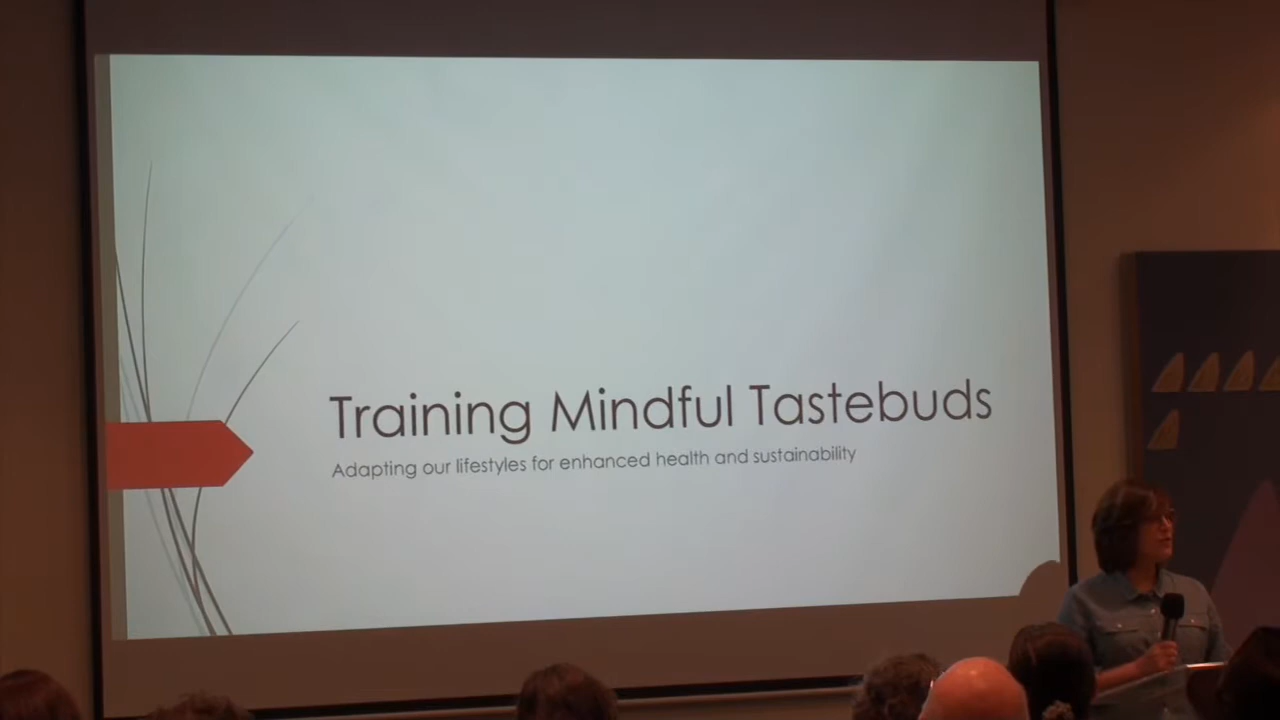 Training Mindful Tastebuds
Adapting our lifestyles for enhanced health and sustainability